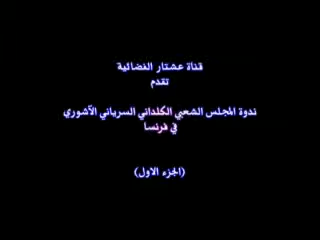 قناة عشتار الفضائية
تقدم
ندوة المجلس الشعبي الكلداني السرياني الآشوري
في فرنسا
(الجزء الاول)